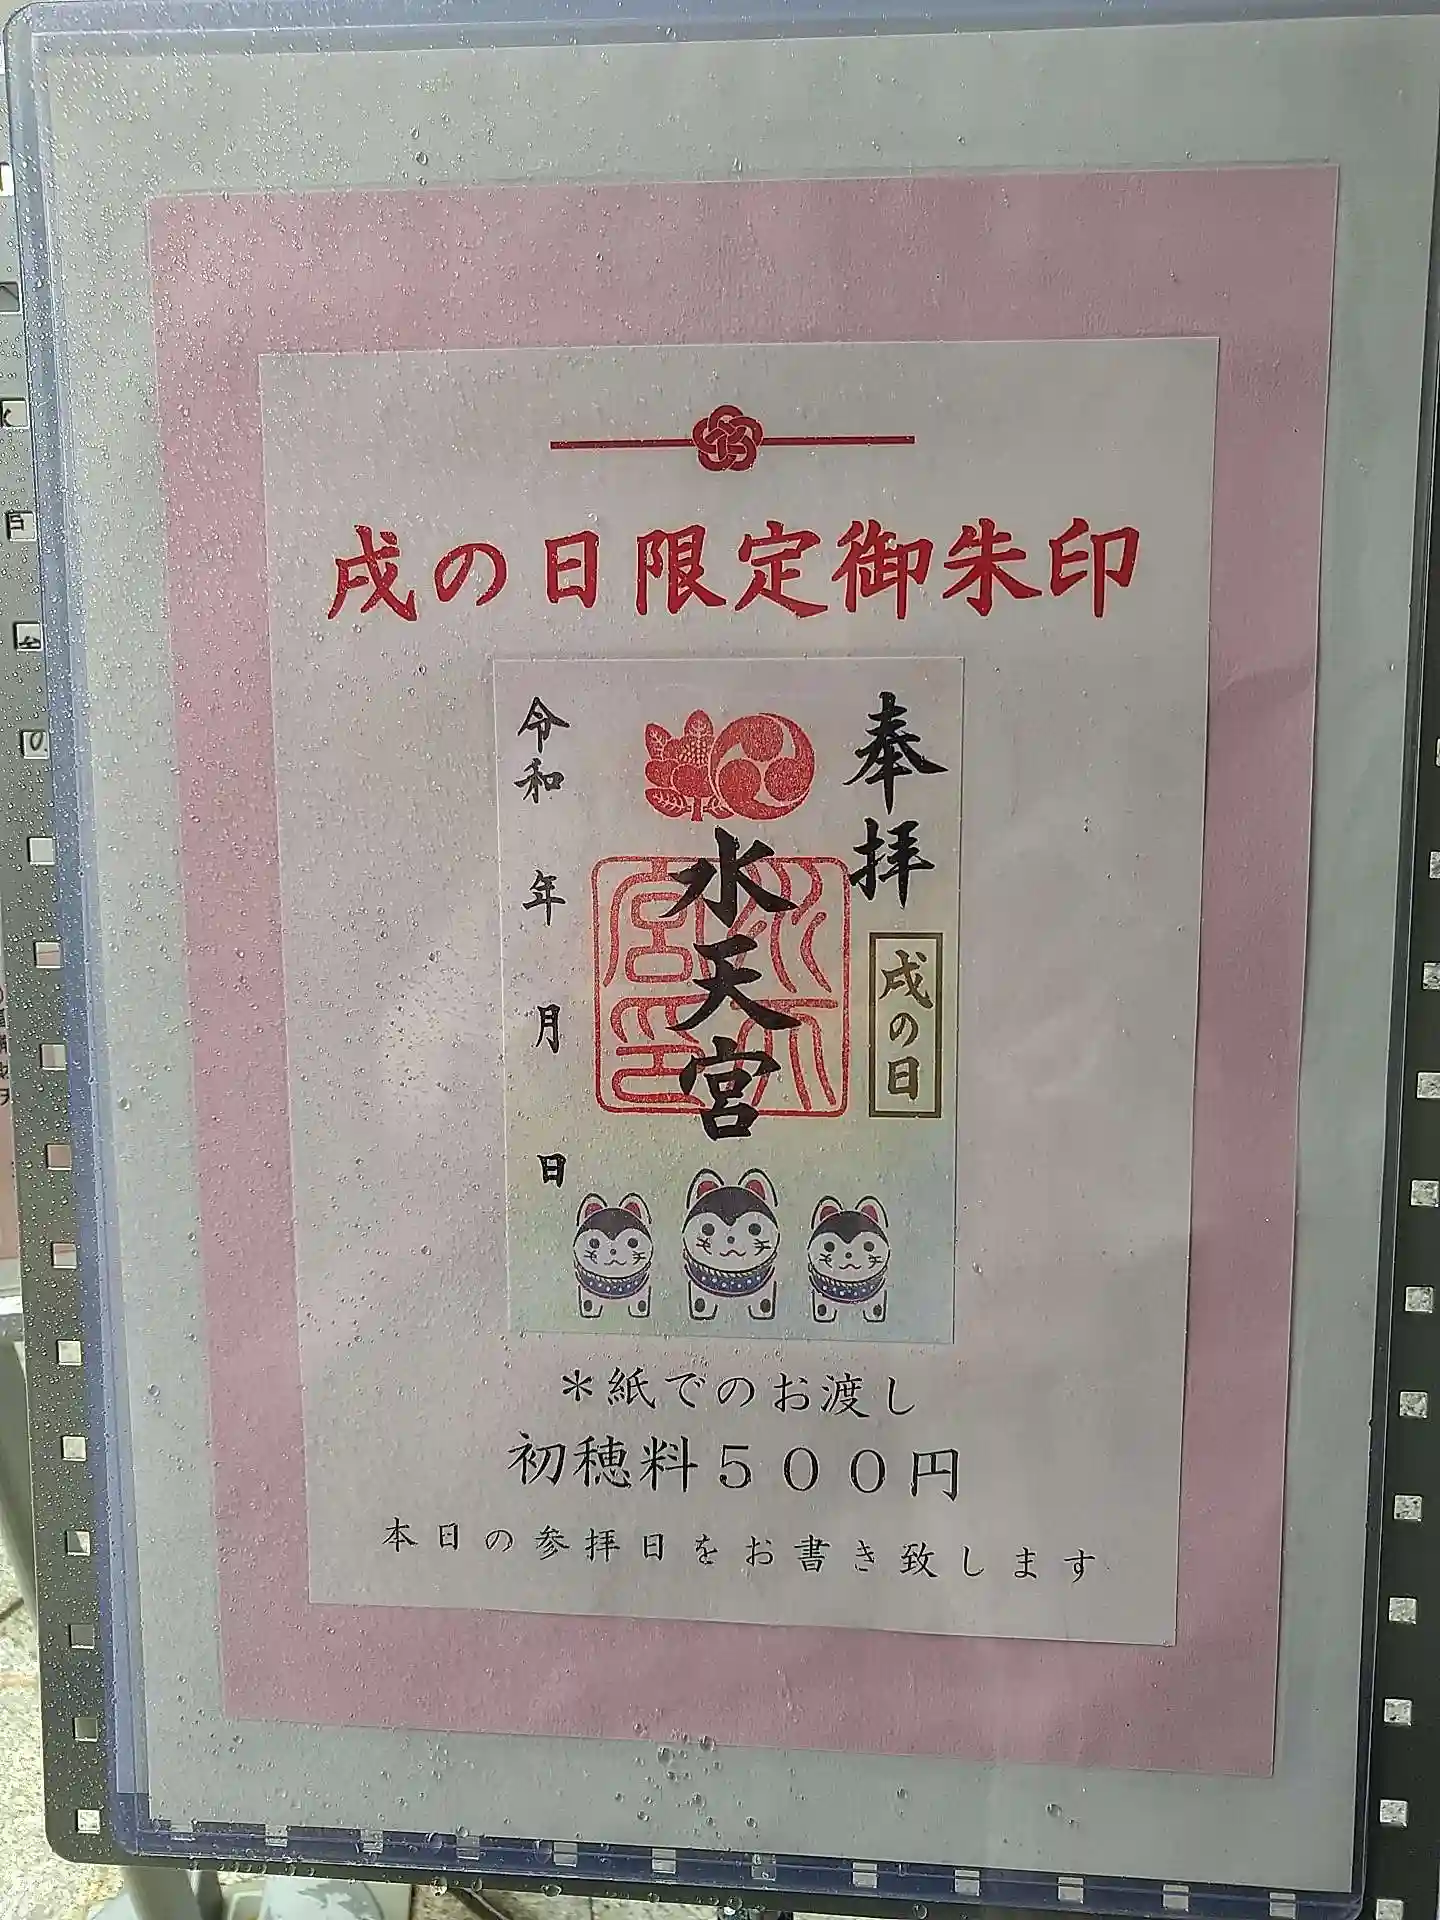 戌の日限定御朱印
奉拝
戌の日
水天宮
令和 年 月 日
＊紙でのお渡し
初穂料５００円
本日の参拝日をお書き致します